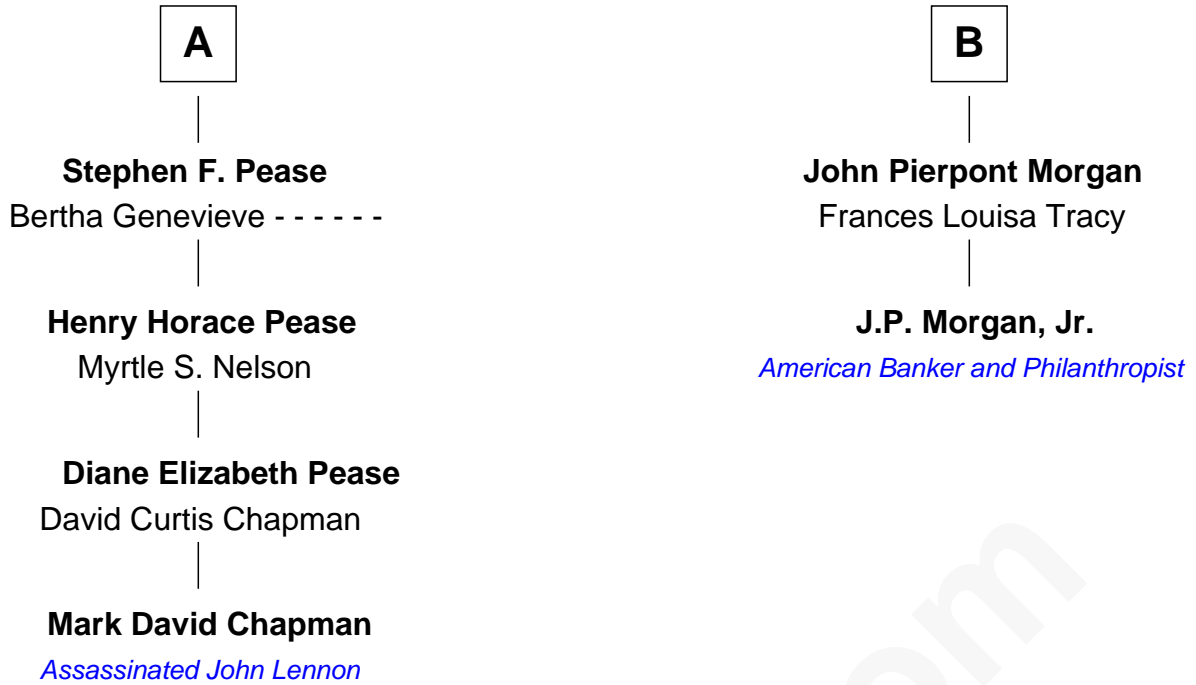 A
Stephen F. Pease
Bertha Genevieve - - - - - -
Henry Horace Pease
Myrtle S. Nelson
Diane Elizabeth Pease
David Curtis Chapman
Mark David Chapman
Assassinated John Lennon
B
John Pierpont Morgan
Frances Louisa Tracy
J.P. Morgan, Jr.
American Banker and Philanthropist
om